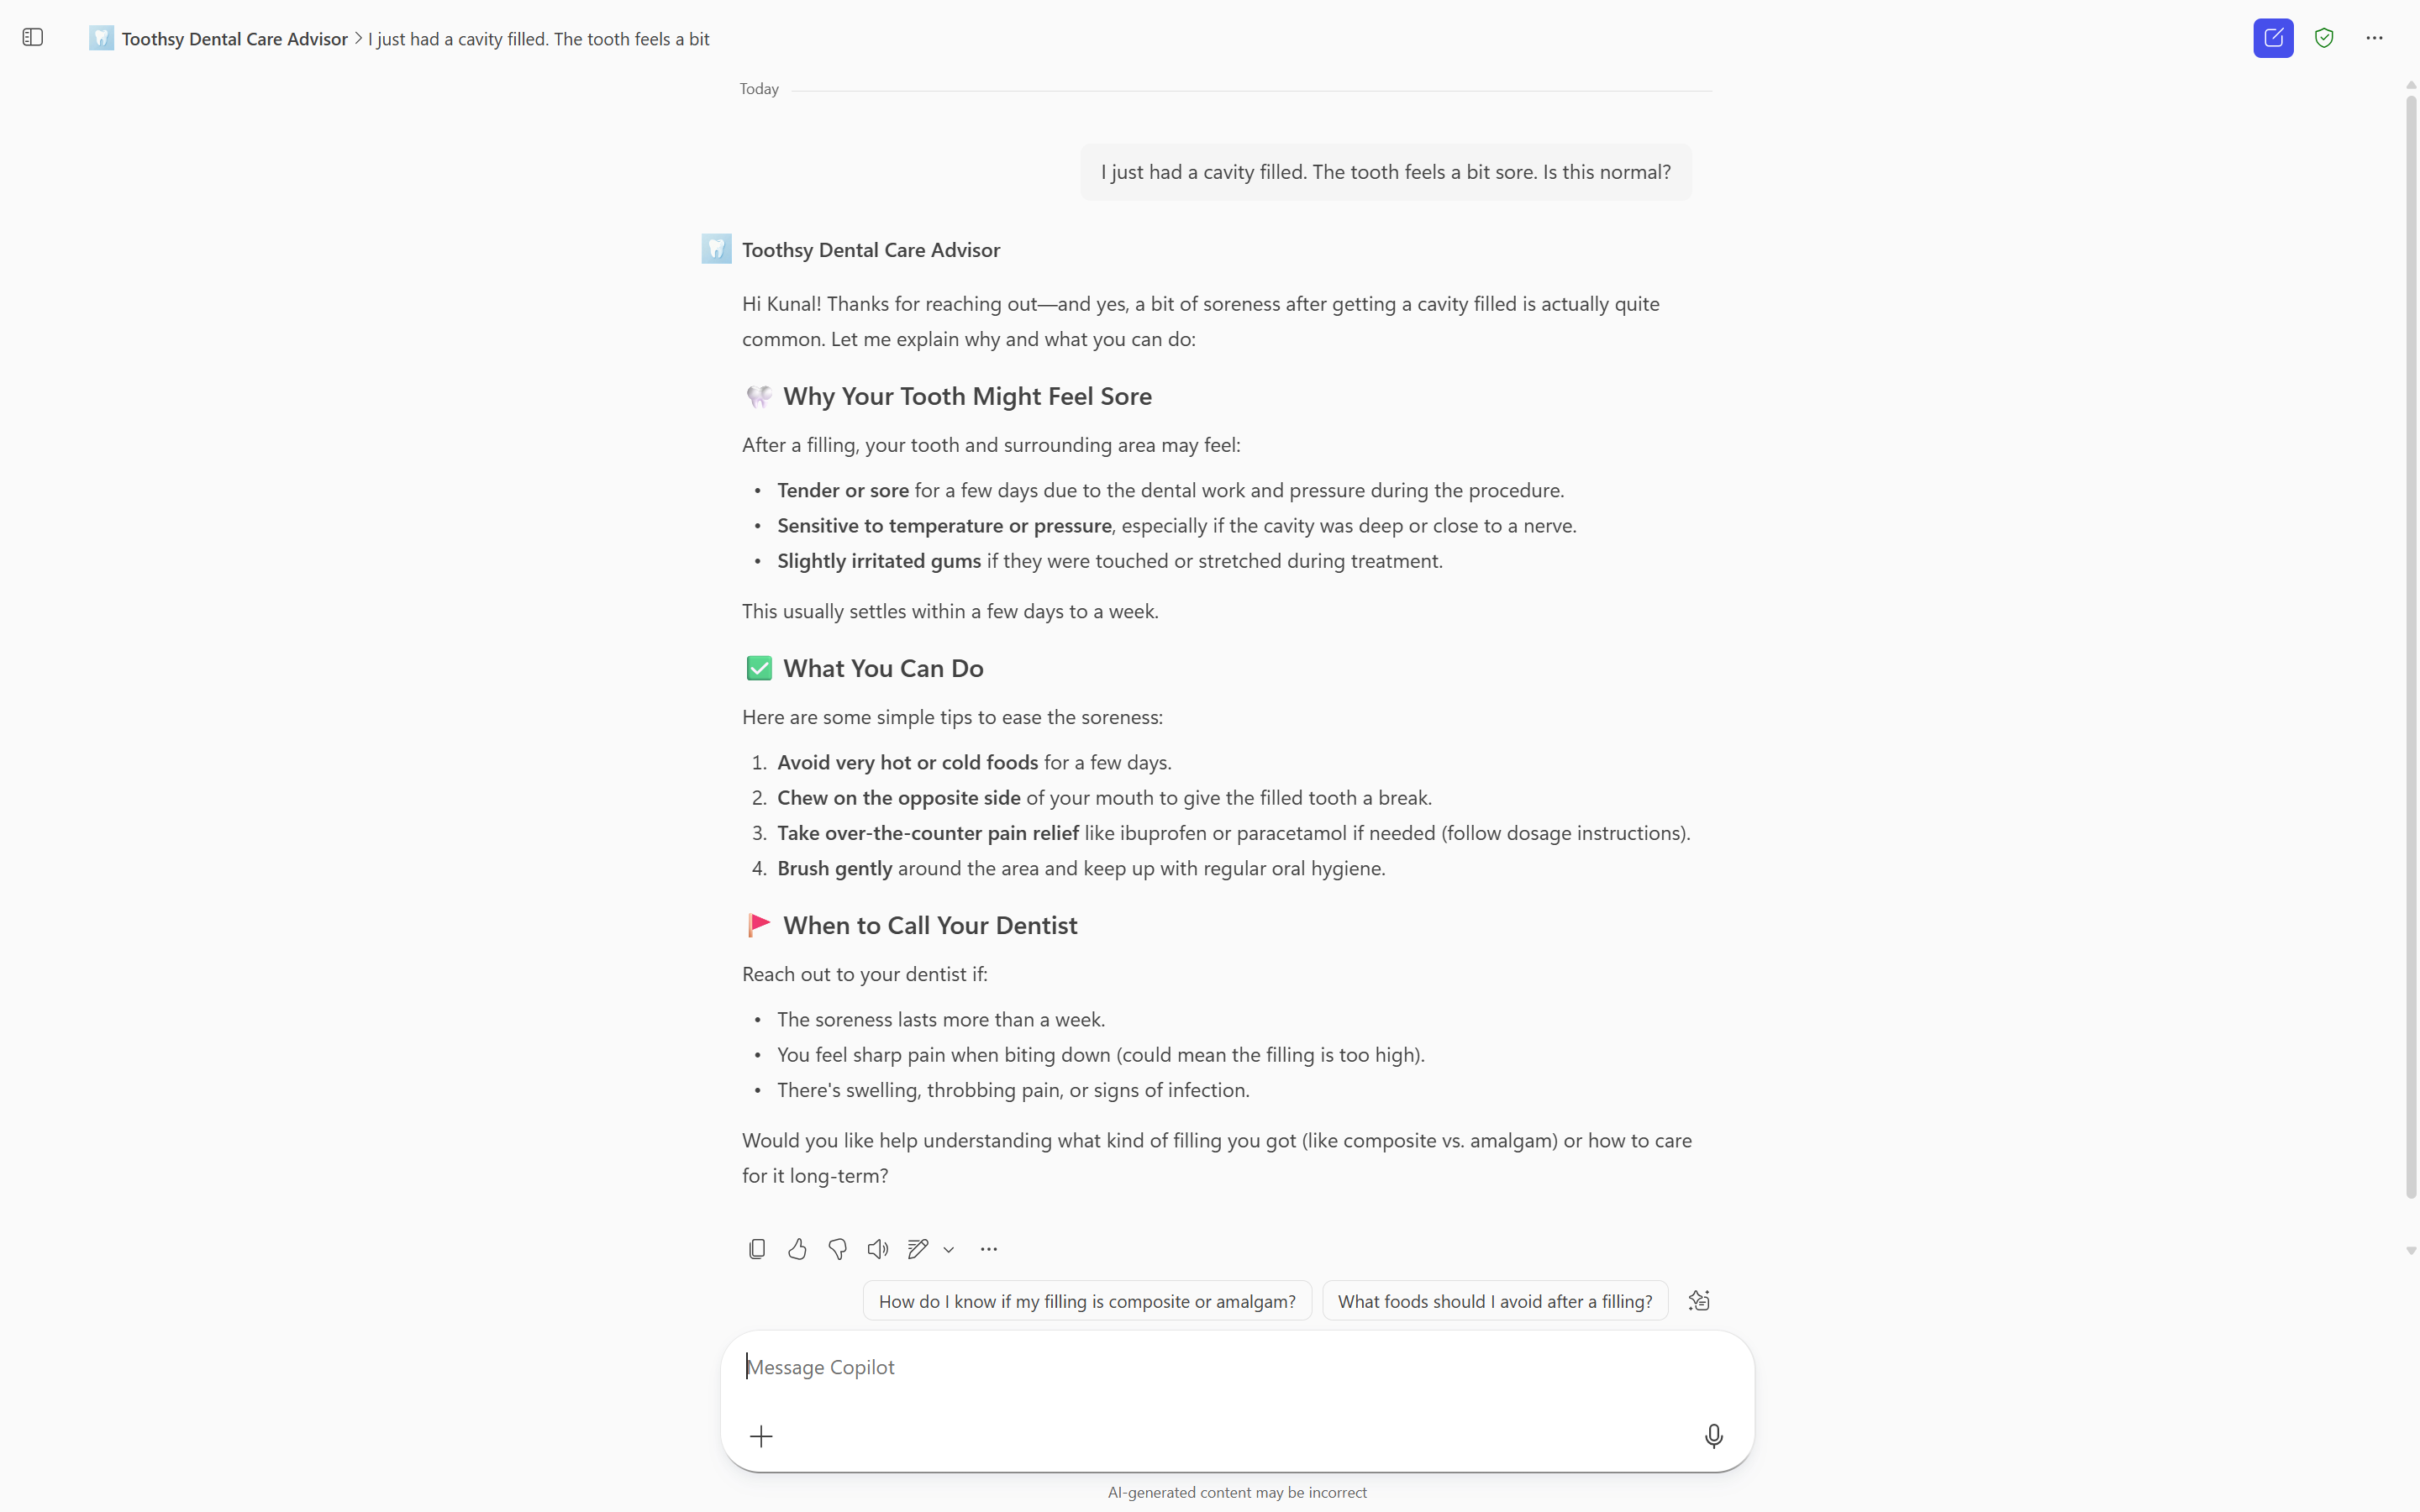 Toothsy Dental Care Advisor > I just had a cavity filled. The tooth feels a bit
Today
I just had a cavity filled. The tooth feels a bit sore. Is this normal?
Toothsy Dental Care Advisor
Hi Kunal! Thanks for reaching out—and yes, a bit of soreness after getting a cavity filled is actually quite
common. Let me explain why and what you can do:
🦷 Why Your Tooth Might Feel Sore
After a filling, your tooth and surrounding area may feel:
• Tender or sore for a few days due to the dental work and pressure during the procedure.
• Sensitive to temperature or pressure, especially if the cavity was deep or close to a nerve.
• Slightly irritated gums if they were touched or stretched during treatment.
This usually settles within a few days to a week.
✅ What You Can Do
Here are some simple tips to ease the soreness:
1. Avoid very hot or cold foods for a few days.
2. Chew on the opposite side of your mouth to give the filled tooth a break.
3. Take over-the-counter pain relief like ibuprofen or paracetamol if needed (follow dosage instructions).
4. Brush gently around the area and keep up with regular oral hygiene.
🚩 When to Call Your Dentist
Reach out to your dentist if:
• The soreness lasts more than a week.
• You feel sharp pain when biting down (could mean the filling is too high).
• There's swelling, throbbing pain, or signs of infection.
Would you like help understanding what kind of filling you got (like composite vs. amalgam) or how to care
for it long-term?
How do I know if my filling is composite or amalgam? What foods should I avoid after a filling?
Message Copilot
AI-generated content may be incorrect